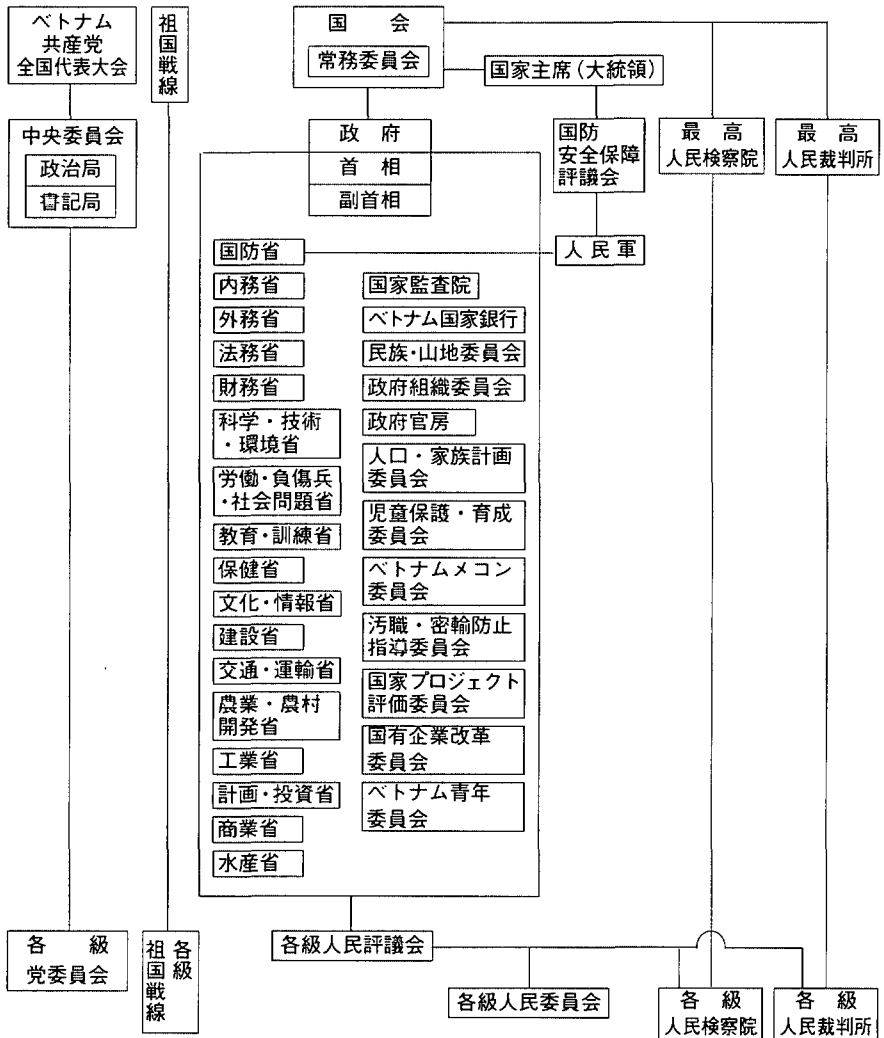 ベトナム
共産党
全国代表大会
祖国戦線
国会
常務委員会
国家主席(大統領)
中央委員会
政治局
書記局
政府
首相
副首相
国防
安全保障
評議会
最高
人民検察院
最高
人民裁判所
人民軍
国防省
内務省
外務省
法務省
財務省
科学・技術
・環境省
労働・負傷兵
・社会問題省
教育・訓練省
保健省
文化・情報省
建設省
交通・運輸省
農業・農村
開発省
工業省
計画・投資省
商業省
水産省
国家監査院
ベトナム国家銀行
民族・山地委員会
政府組織委員会
政府官房
人口・家族計画
委員会
児童保護・育成
委員会
ベトナムメコン
委員会
汚職・密輸防止
指導委員会
国家プロジェクト
評価委員会
国有企業改革
委員会
ベトナム青年
委員会
各級
党委員会
各級
祖国戦線
各級人民評議会
各級人民委員会
各級
人民検察院
各級
人民裁判所